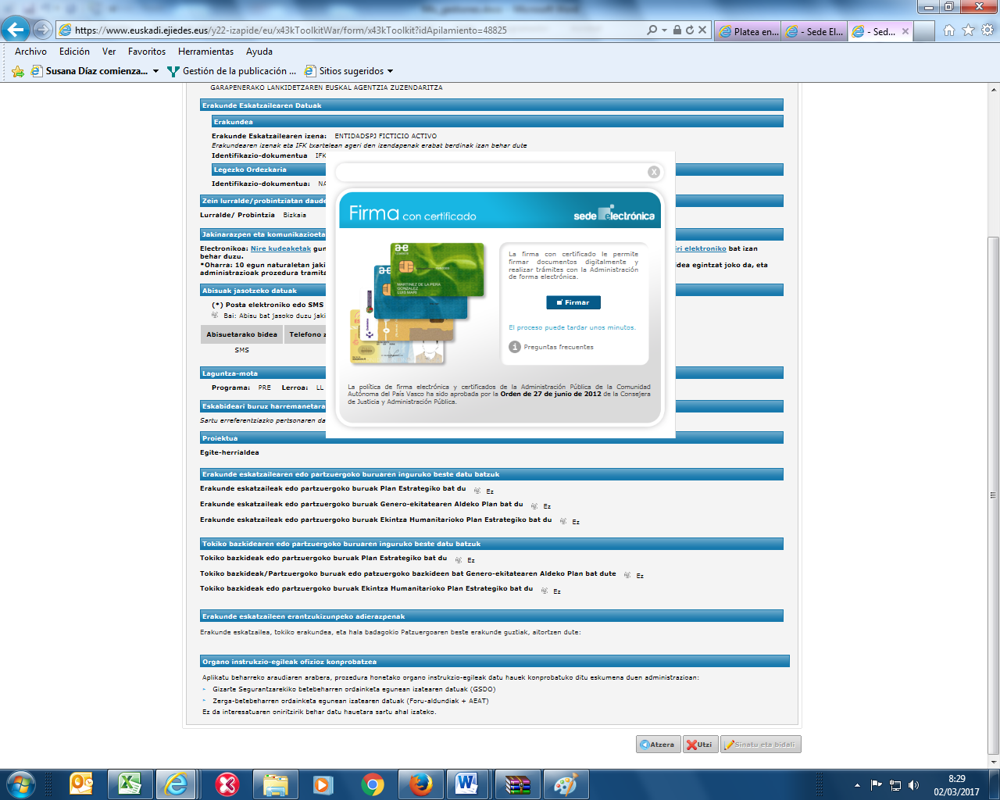 https://www.euskadi.ejiedes.eus/y22-izapide/eu/x43kToolkitWar/form/x43kToolkit?idApilamiento=48825
Platea en...
- Sede El...
- Sed...
Archivo Edición Ver Favoritos Herramientas Ayuda
Susana Díaz comienza...
Gestión de la publicación ...
Sitios sugeridos
GARAPENERAKO LANKIDETZAREN EUSKAL AGENTZIA ZUZENDARITZA
Erakunde Eskatzailearen Datuak
Erakundea
Erakunde Eskatzailearen izena: ENTIDADSPJ FICTICIO ACTIVO
Erakundearen izenak eta IFK txartelean ageri den izendapenak erabat berdinak izan behar dute
Identifikazio-dokumentua IFK
Legezko Ordezkaria
Identifikazio-dokumentua: NA
Zein lurralde/probintziatan daude
Lurralde/ Probintzia Bizkaia
Jakinarazpen eta komunikazioeta
Electronikoa: Nire kudeaketak gun
iri elektroniko bat izan
behar duzu.
*Oharra: 10 egun naturaletan jaki
idea egintzat joko da, eta
administrazioak prozedura tramita
Abisuak jasotzeko datuak
(*) Posta elektroniko edo SMS
Bai: Abisu bat jasoko duzu jaki
Abisuetarako bidea Telefono z
SMS
Laguntza-mota
Programa: PRE Lerroa: LL
Eskabideari buruz harremanetara
Sartu erreferentziazko pertsonaren da
Proiektua
Egite-herrialdea
Erakunde eskatzailearen edo partzuergoko buruaren inguruko beste datu batzuk
Erakunde eskatzaileak edo partzuergoko buruak Plan Estrategiko bat du Ez
Erakunde eskatzaileak edo partzuergoko buruak Genero-ekitatearen Aldeko Plan bat du Ez
Erakunde eskatzaileak edo partzuergoko buruak Ekintza Humanitarioko Plan Estrategiko bat du Ez
Tokiko bazkidearen edo partzuergoko buruaren inguruko beste datu batzuk
Tokiko bazkideak edo partzuergoko buruak Plan Estrategiko bat du Ez
Tokiko bazkideak/Partzuergoko buruak edo patzuergoko bazkideen bat Genero-ekitatearen Aldeko Plan bat dute Ez
Tokiko bazkideak edo partzuergoko buruak Ekintza Humanitarioko Plan Estrategiko bat du Ez
Erakunde eskatzaileen erantzukizunpeko adierazpenak
Erakunde eskatzailea, tokiko erakundea, eta hala badagokio Patzuergoaren beste erakunde guztiak, aitortzen dute:
Organo instrukzio-egileak ofizioz konprobatzea
Aplikatu beharreko araudiaren arabera, prozedura honetako organo instrukzio-egileak datu hauek konprobatuko ditu eskumena duen administrazioan:
Gizarte Segurantzarekiko betebeharren ordainketa egunean izatearen datuak (GSDO)
Zerga-betebeharren ordainketa egunean izatearen datuak (Foru-aldundiak + AEAT)
Ez da interesatuaren oniritzirik behar datu hauetara sartu ahal izateko.
Atzera Utzi Sinatu eta bidali
X
Firma con certificado
sede electrónica
MARTINEZ DE LA PEÑA
GONZALEZ
LUIS MARI
La firma con certificado le permite
firmar documentos digitalmente y
realizar trámites con la Administración
de forma electrónica.
Firmar
El proceso puede tardar unos minutos.
Preguntas frecuentes
La política de firma electrónica y certificados de la Administración Pública de la Comunidad
Autónoma del País Vasco ha sido aprobada por la Orden de 27 de junio de 2012 de la Consejera
de Justicia y Administración Pública.
8:29
02/03/2017